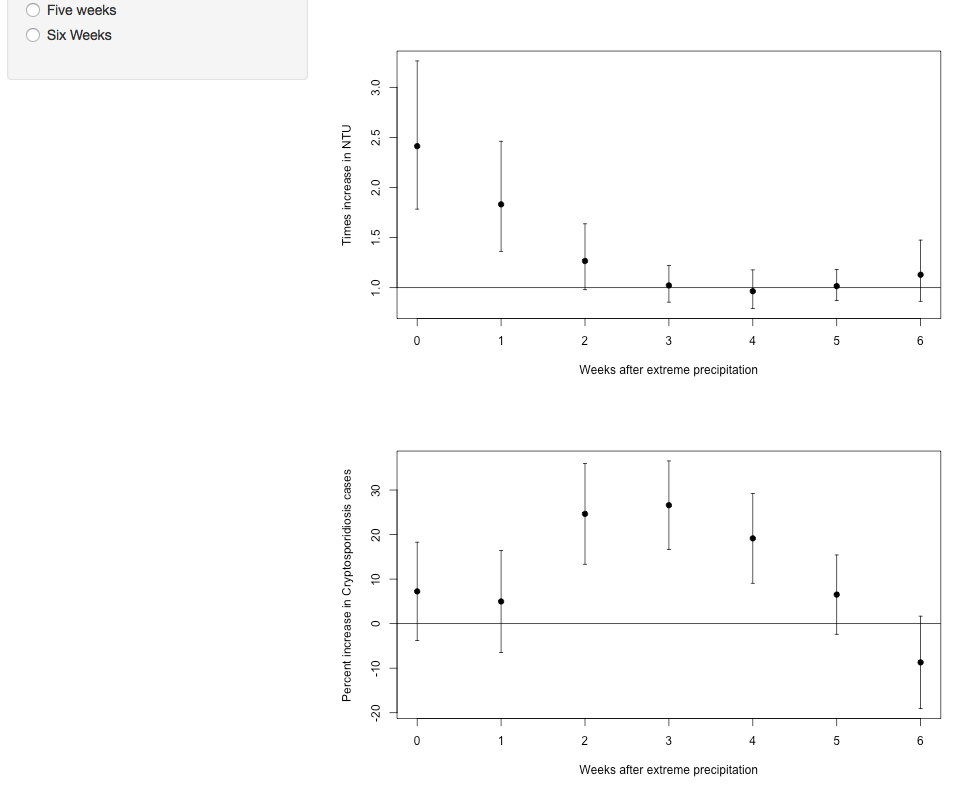 Five weeks
Six Weeks
Times increase in NTU
3.0
2.5
2.0
1.5
1.0
0 1 2 3 4 5 6
Weeks after extreme precipitation
Percent increase in Cryptosporidiosis cases
30
20
10
0
-10
-20
0 1 2 3 4 5 6
Weeks after extreme precipitation